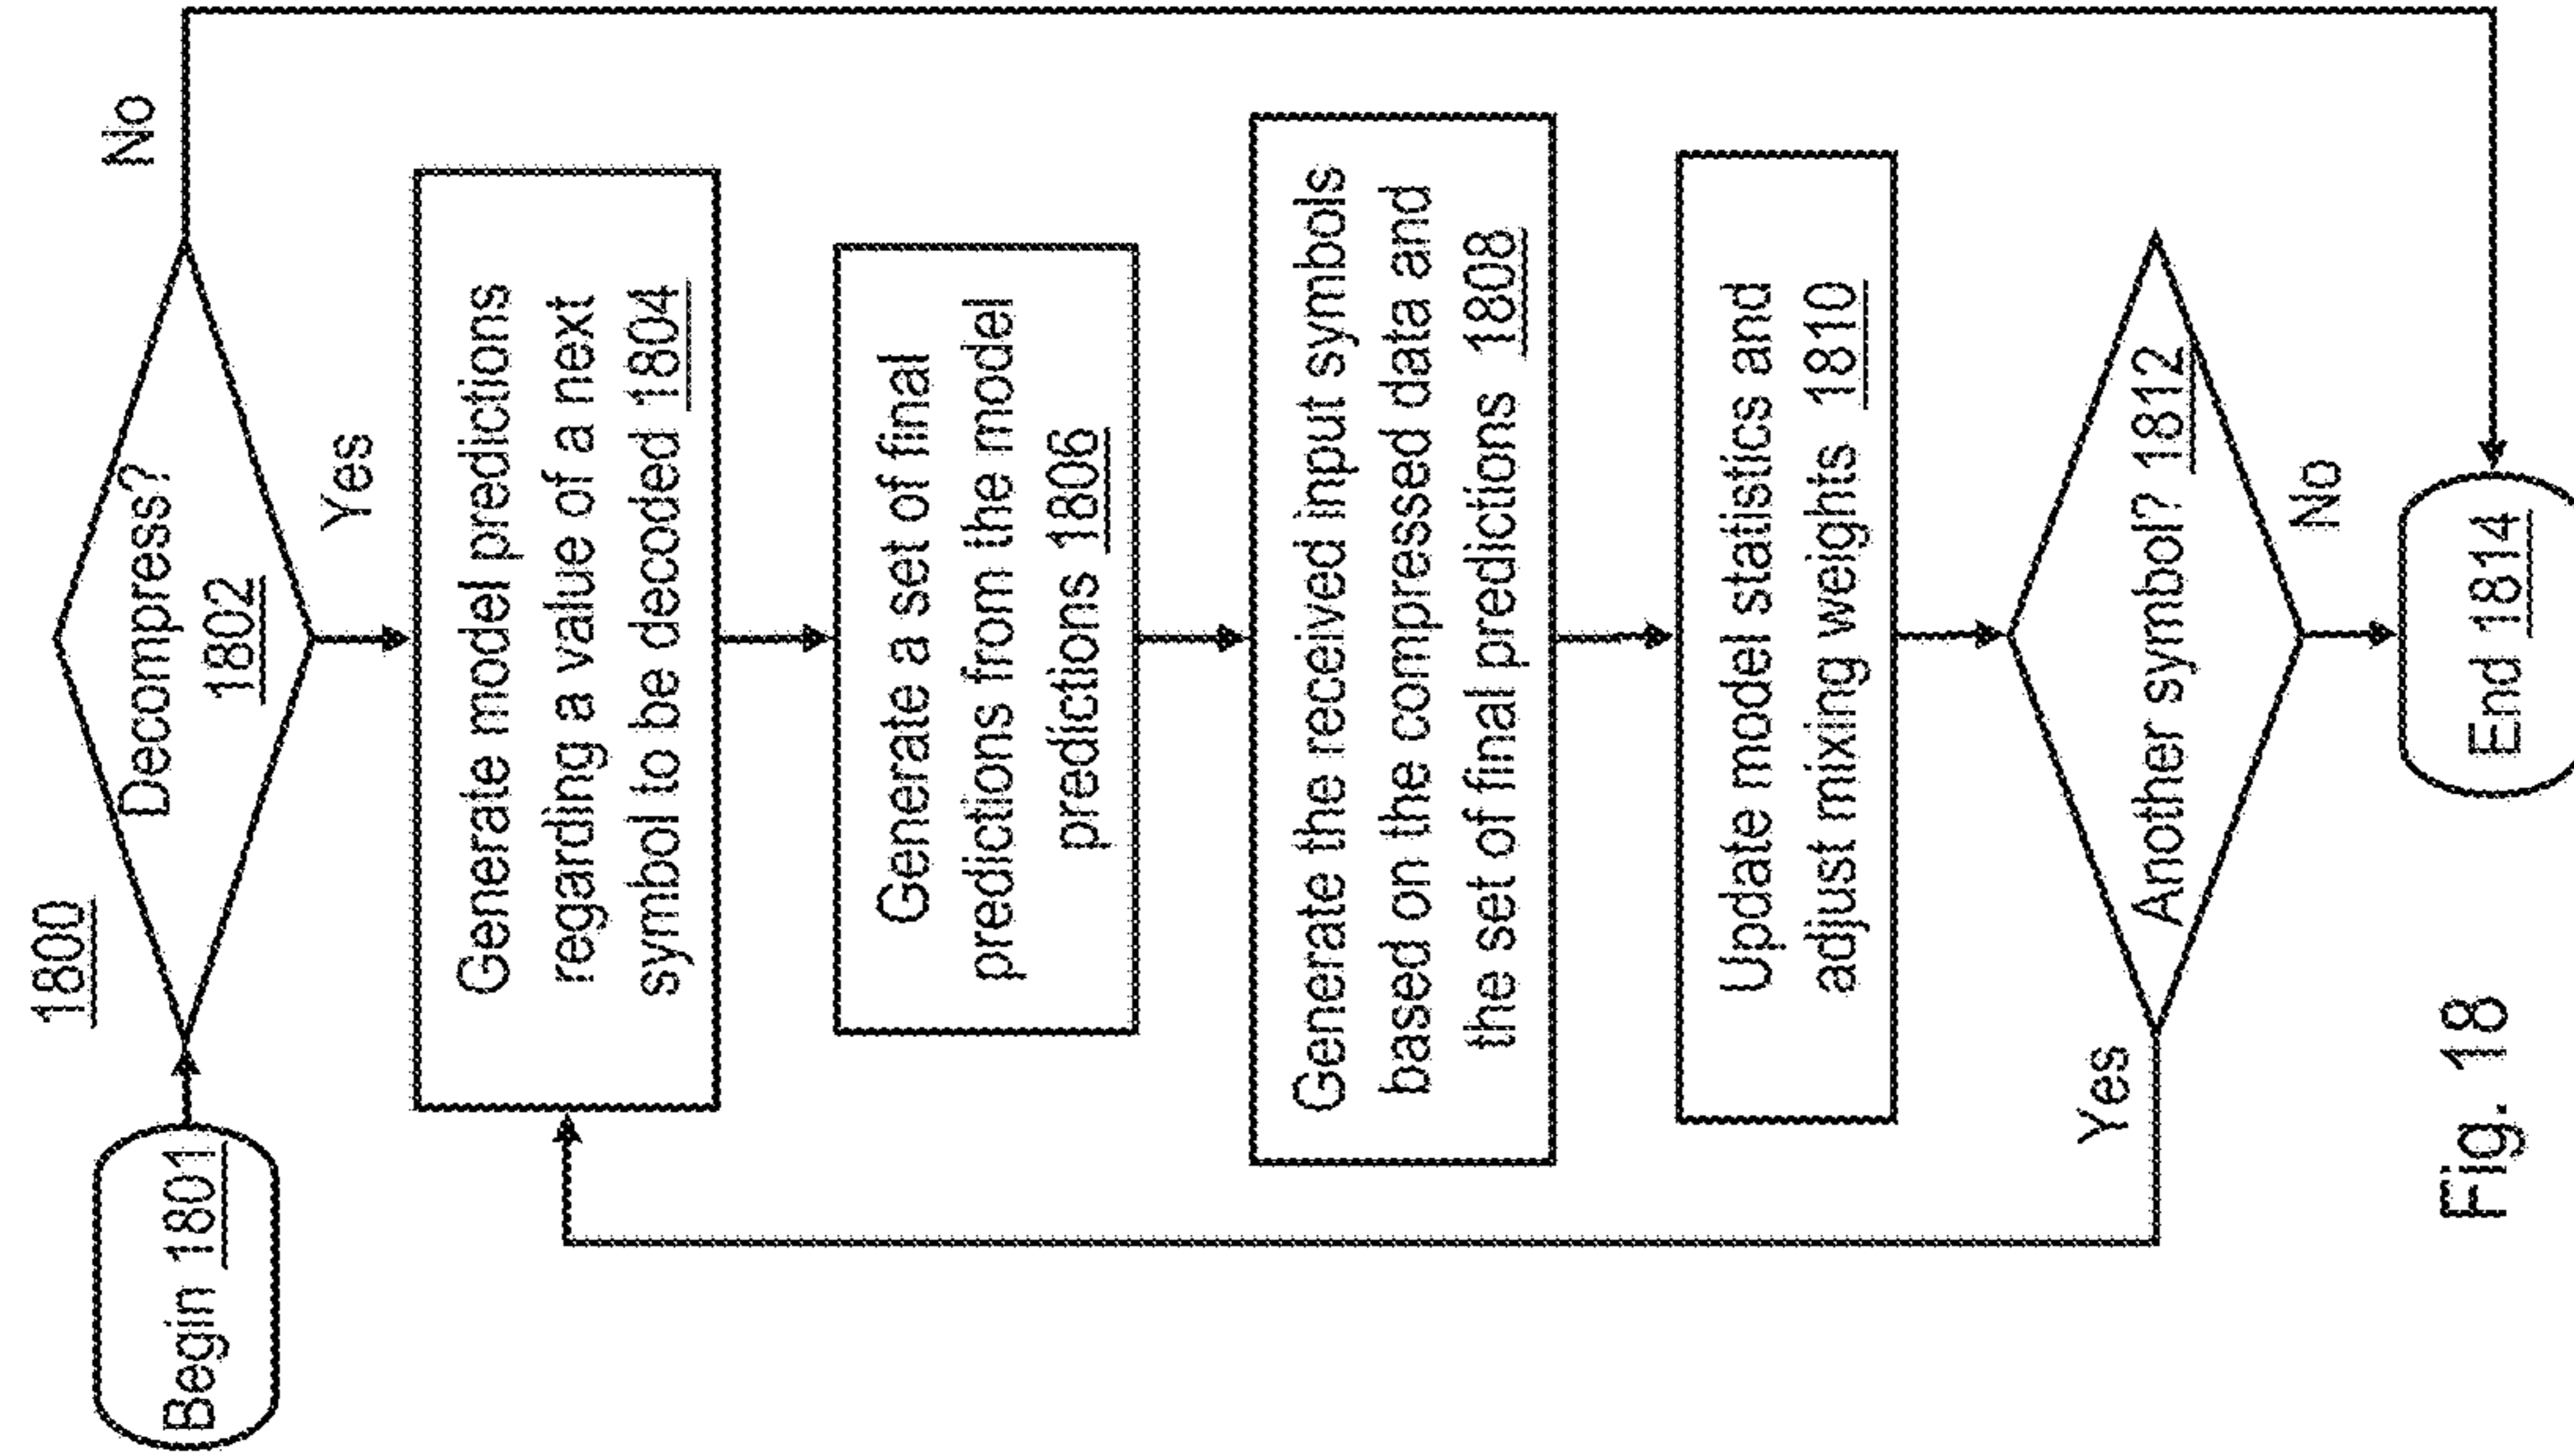 1800
Begin 1801
Decompress?
1802
No
Yes
Generate model predictions
regarding a value of a next
symbol to be decoded 1804
Generate a set of final
predictions from the model
predictions 1806
Generate the received input symbols
based on the compressed data and
the set of final predictions 1808
Update model statistics and
adjust mixing weights 1810
Yes
Another symbol? 1812
No
End 1814
Fig. 18